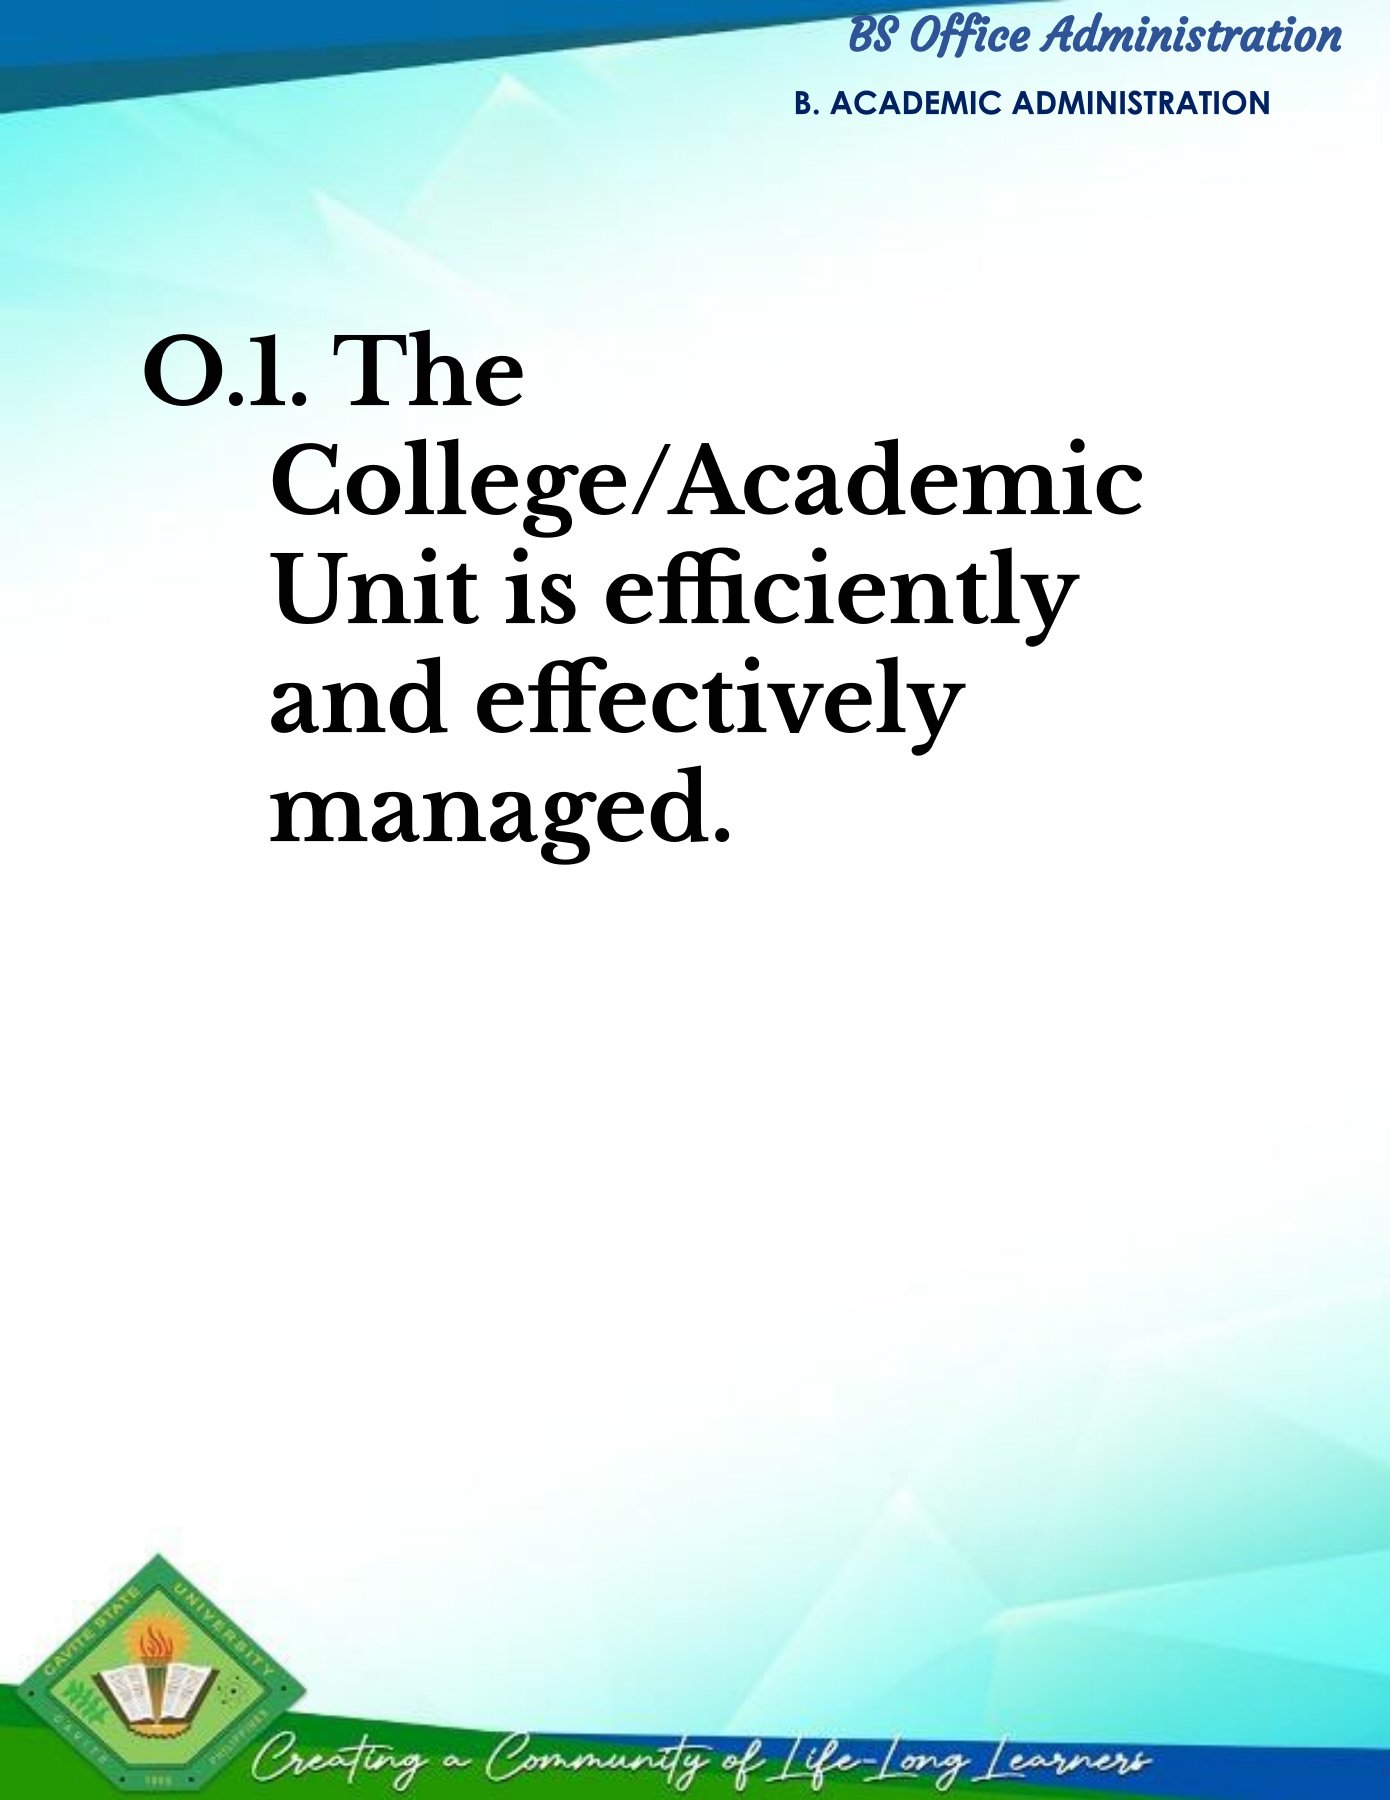 BS Office Administration
B. ACADEMIC ADMINISTRATION
O.1. The
College/Academic
Unit is efficiently
and effectively
managed.
CAVITE STATE UNIVERSITY
CAVITE
PHILIPPINES
1906
Creating a Community of Life-Long Learners